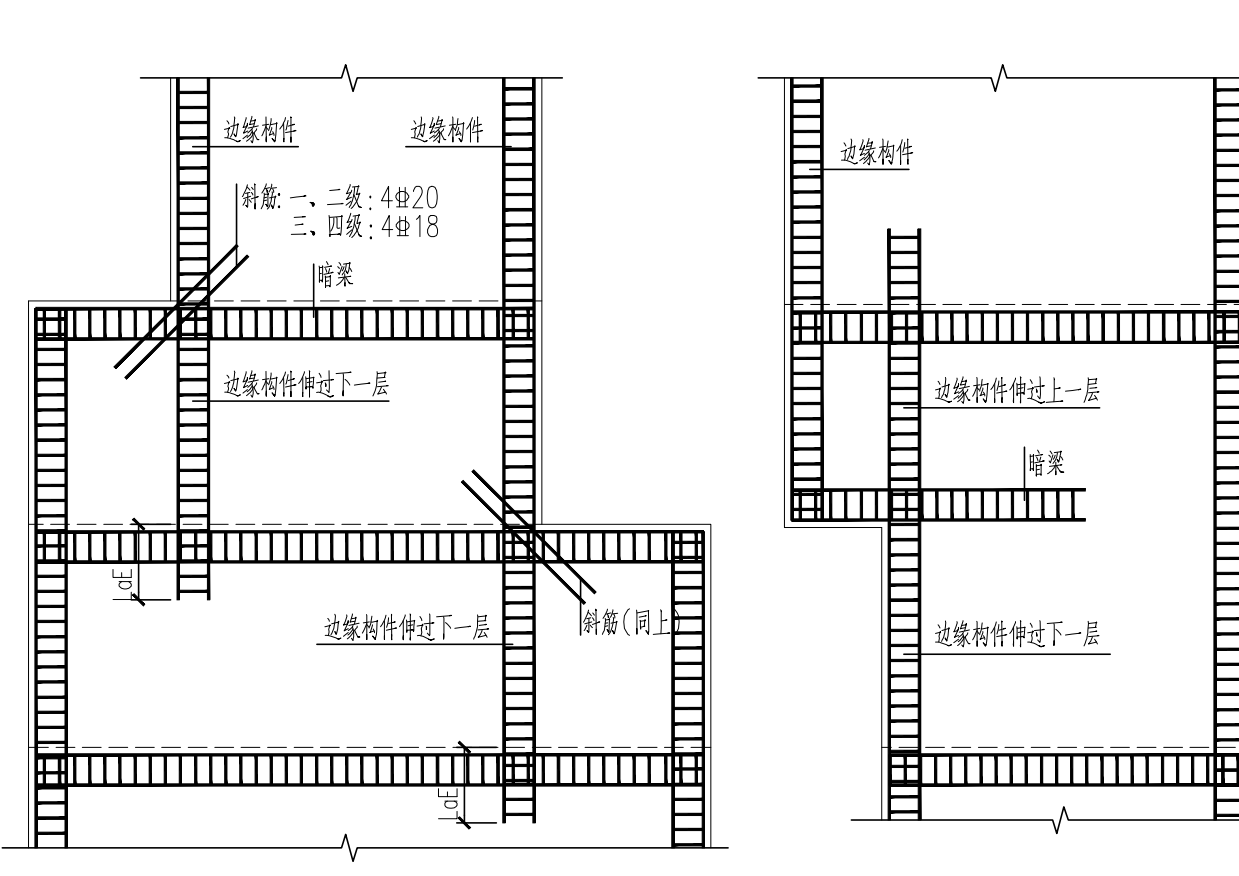 边缘构件
边缘构件
斜筋: 一、二级: 4Φ20
三、四级: 4Φ18
暗梁
边缘构件伸过下一层
LaE
斜筋(同上)
边缘构件伸过下一层
LaE
边缘构件
边缘构件伸过上一层
暗梁
边缘构件伸过下一层